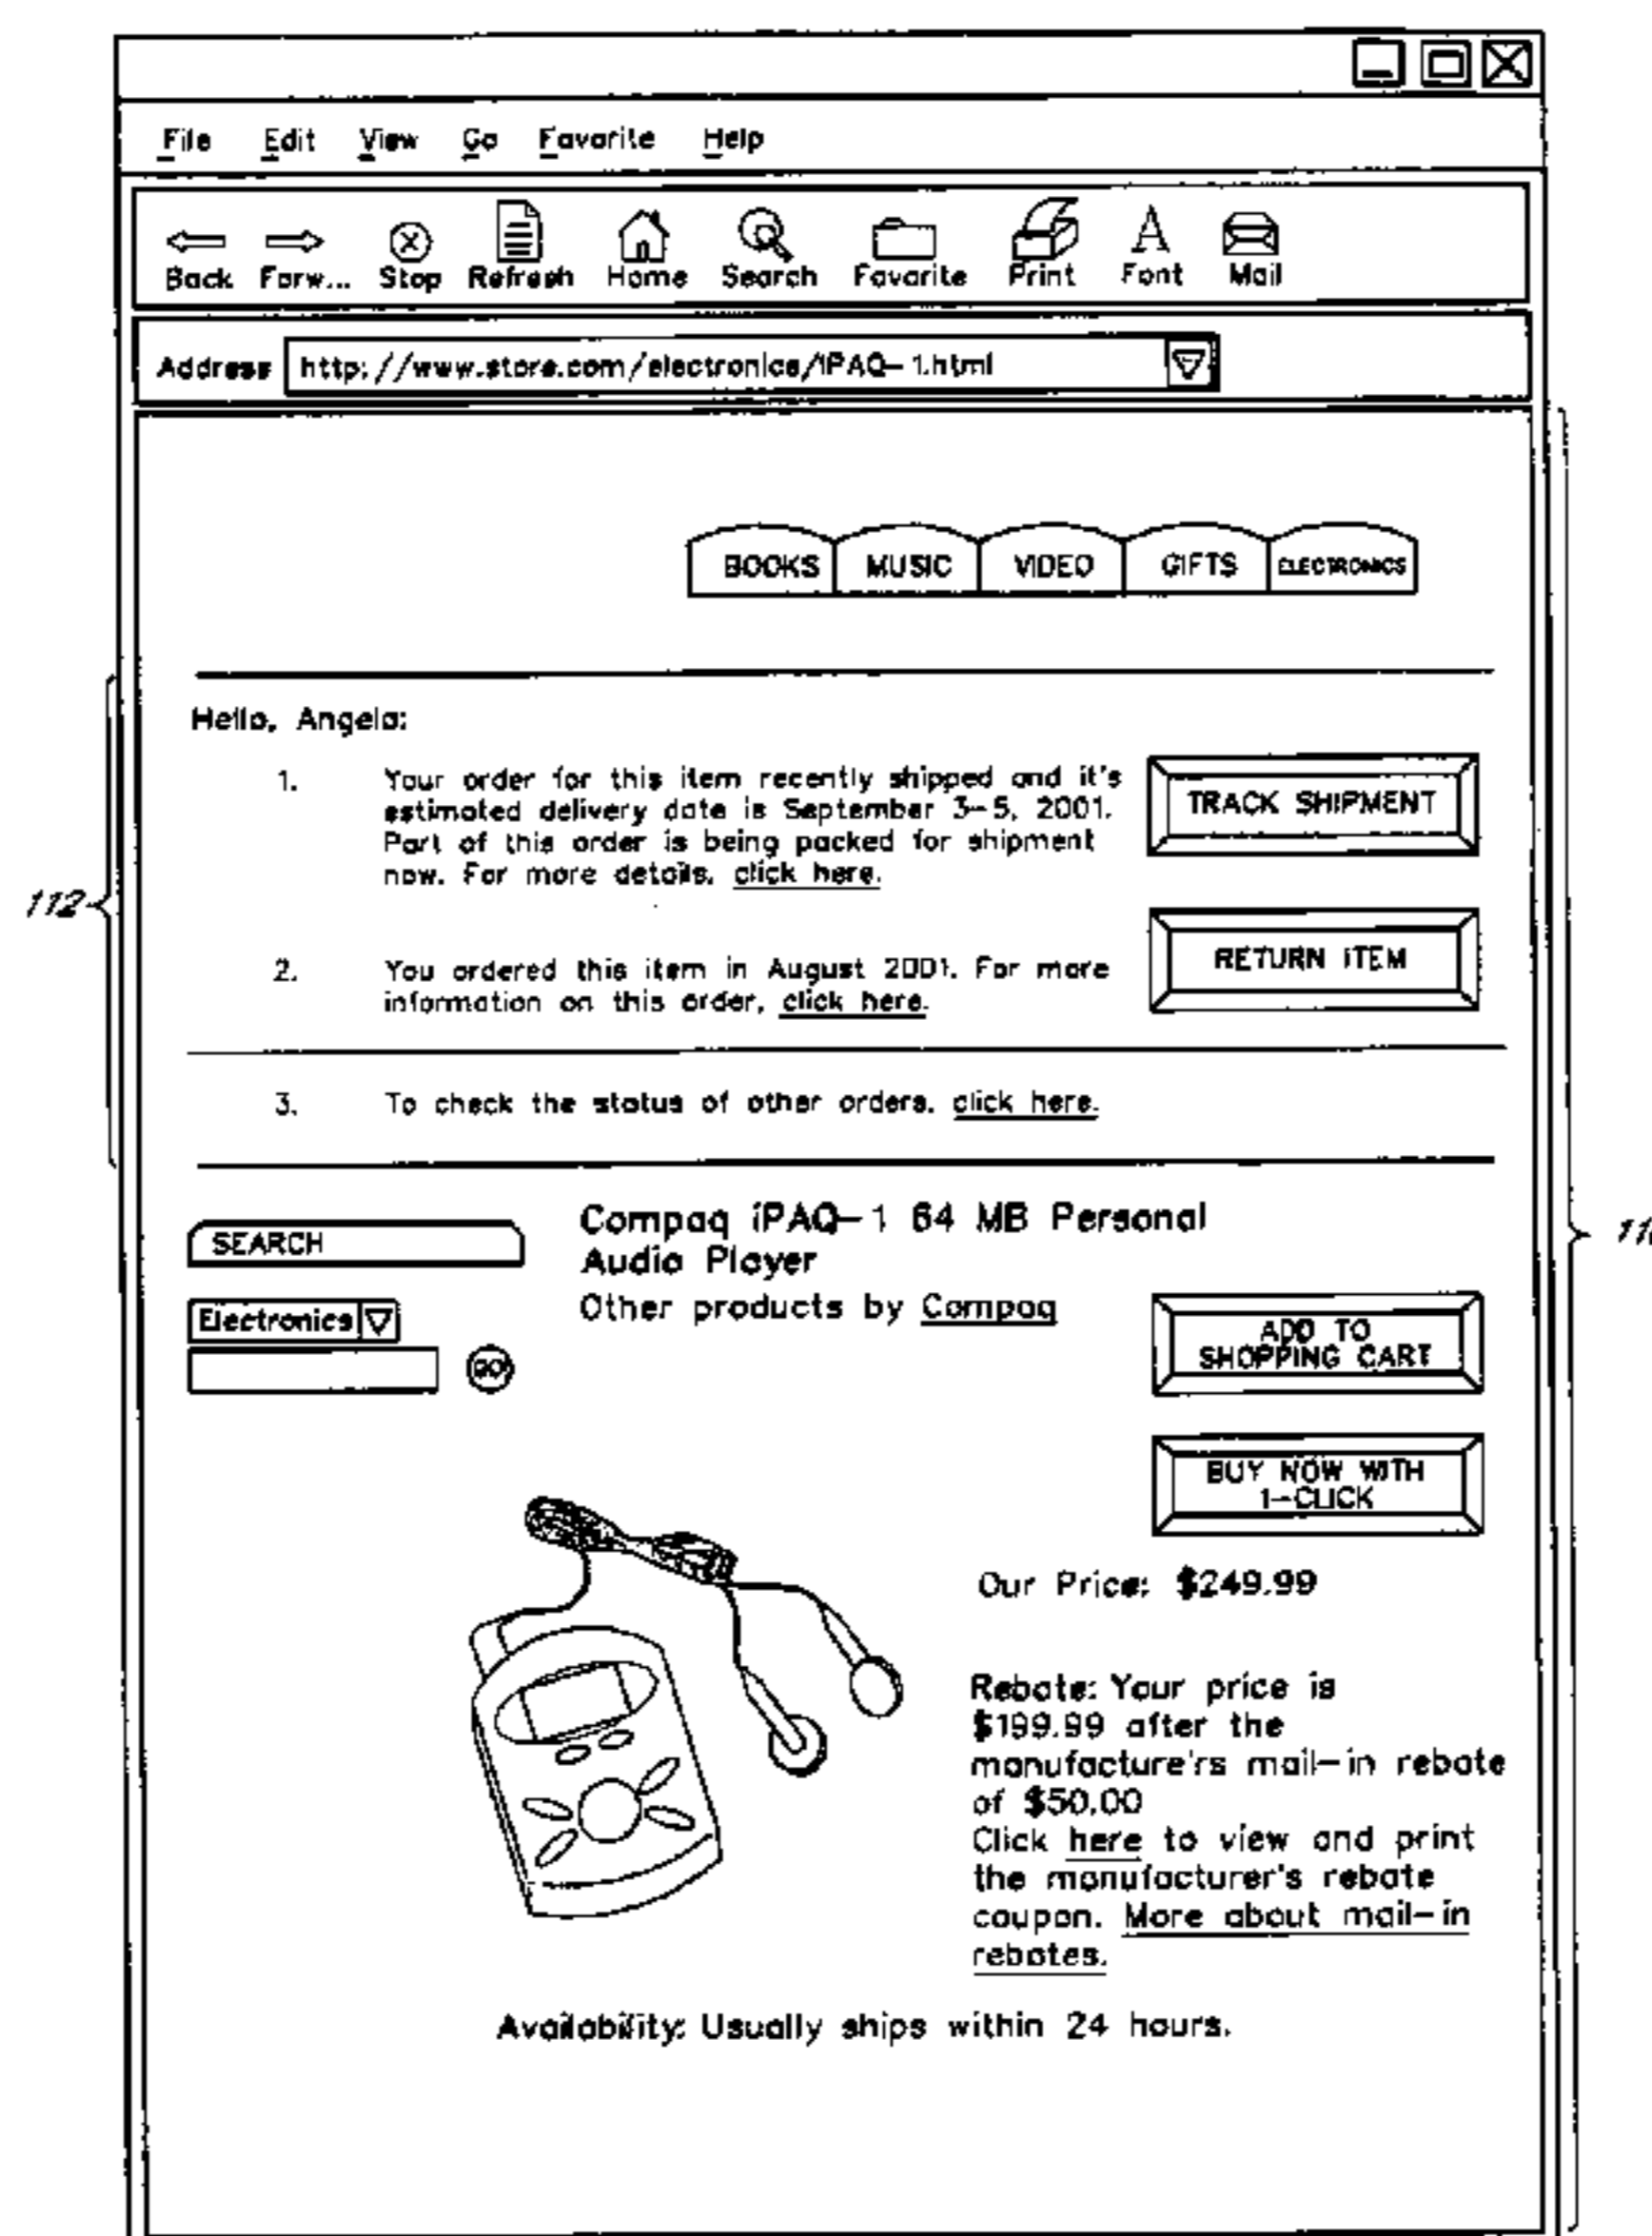 File Edit View Go Favorite Help
Back Forw... Stop Refresh Home Search Favorite Print Font Mail
Address http://www.store.com/electronics/iPAQ-1.html
BOOKS MUSIC VIDEO GIFTS ELECTRONICS
Hello, Angela:
1. Your order for this item recently shipped and it's
estimated delivery date is September 3-5, 2001.
Part of this order is being packed for shipment
now. For more details, click here.
TRACK SHIPMENT
112
2. You ordered this item in August 2001. For more
information on this order, click here.
RETURN ITEM
3. To check the status of other orders, click here.
SEARCH
Electronics
GO
Compaq iPAQ-1 64 MB Personal
Audio Player
Other products by Compaq
ADD TO
SHOPPING CART
BUY NOW WITH
1-CLICK
Our Price: $249.99
Rebate: Your price is
$199.99 after the
manufacture'rs mail-in rebate
of $50.00
Click here to view and print
the manufacturer's rebate
coupon. More about mail-in
rebates.
Availability: Usually ships within 24 hours.